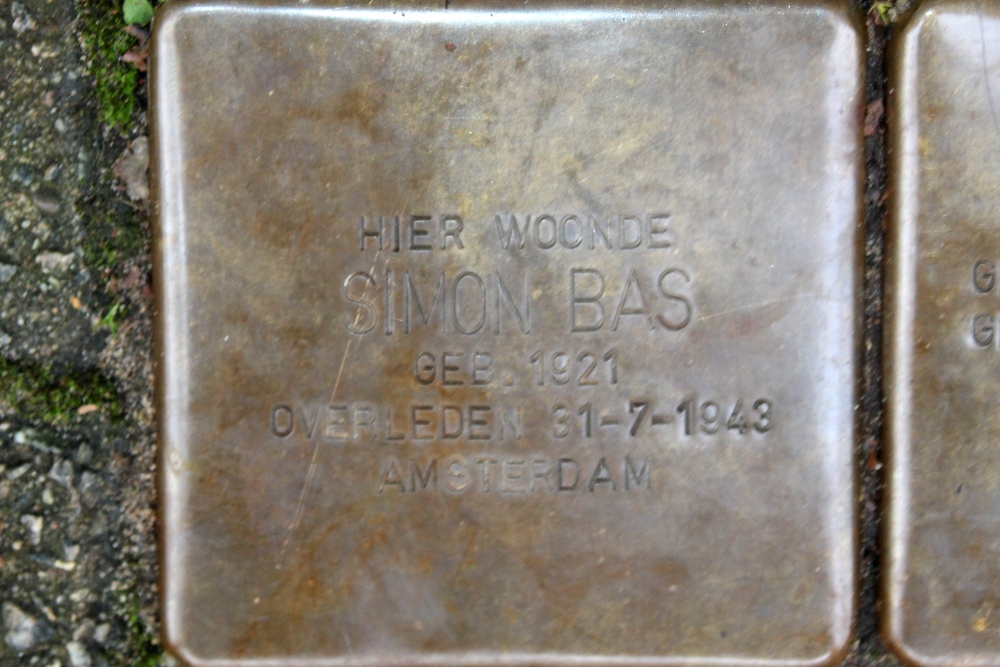 HIER WOONDE
SIMON BAS
GEB. 1921
OVERLEDEN 31-7-1943
AMSTERDAM